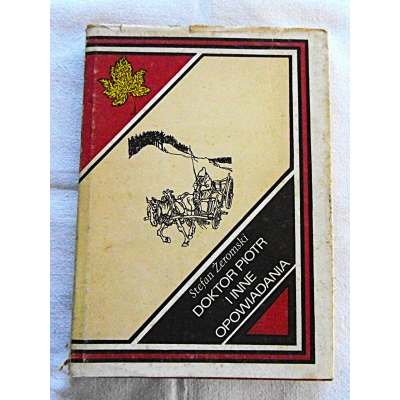 Stefan Żeromski
DOKTOR PIOTR
I INNE
OPOWIADANIA